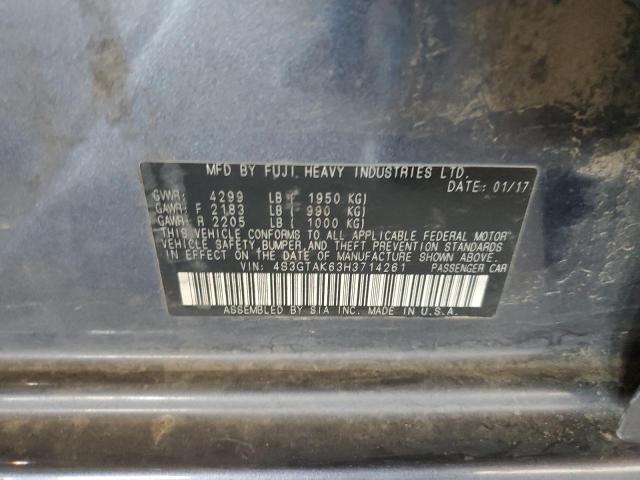 MFD BY FUJI HEAVY INDUSTRIES LTD.
DATE: 01/17
GVWR: 4299 LB [ 1950 KG]
GAWR: F 2183 LB [ 990 KG]
GAWR: R 2205 LB [ 1000 KG]
THIS VEHICLE CONFORMS TO ALL APPLICABLE FEDERAL MOTOR
VEHICLE SAFETY, BUMPER, AND THEFT PREVENTION STANDARDS
IN EFFECT ON THE DATE OF MANUFACTURE SHOWN ABOVE.
VIN: 4S3GTAK63H3714261 PASSENGER CAR
ASSEMBLED BY SIA INC. MADE IN U.S.A.